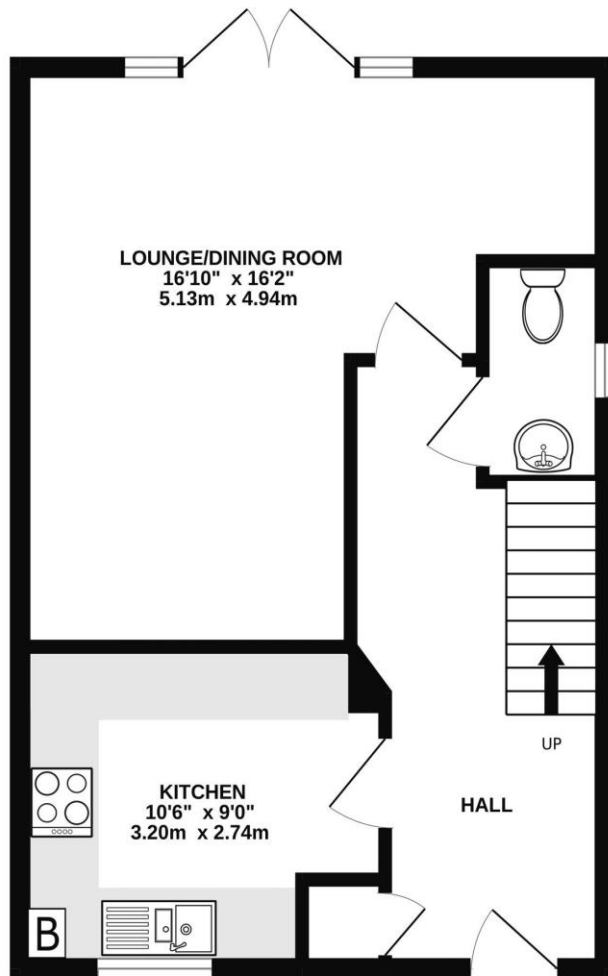 LOUNGE/DINING ROOM
16'10" x 16'2"
5.13m x 4.94m
KITCHEN
10'6" x 9'0"
3.20m x 2.74m
UP
HALL
B